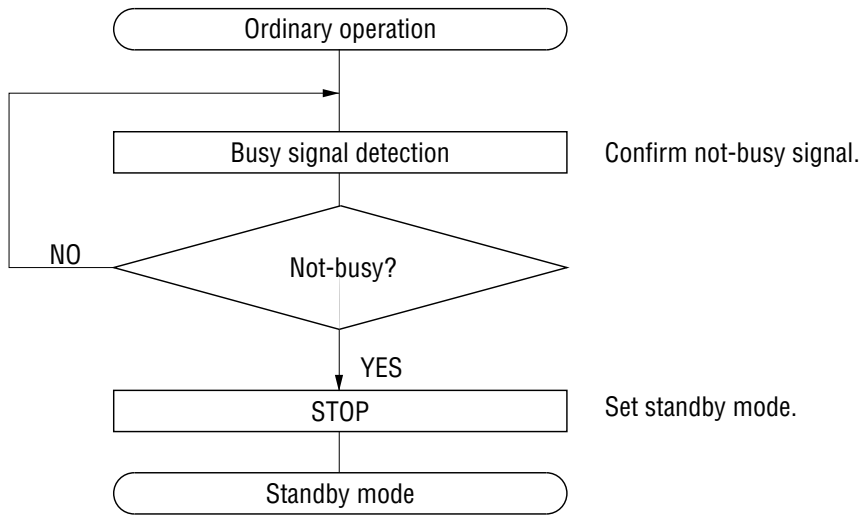 Ordinary operation
Busy signal detection
Confirm not-busy signal.
NO
Not-busy?
YES
STOP
Set standby mode.
Standby mode